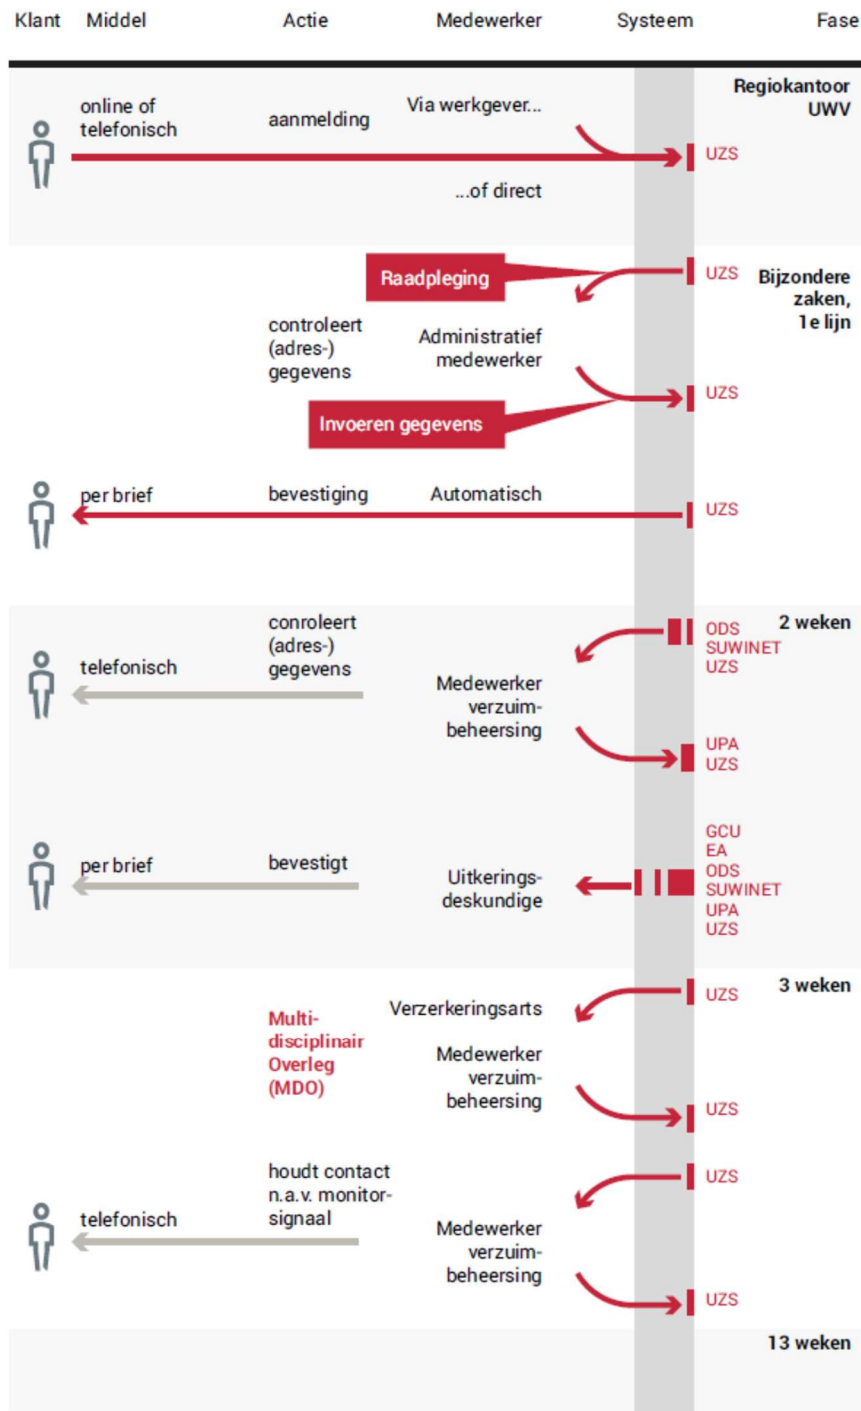 Klant Middel Actie Medewerker Systeem Fase
Regiokantoor
UWV
online of
telefonisch
aanmelding
Via werkgever...
UZS
...of direct
Raadpleging
UZS
Bijzondere
zaken,
1e lijn
controleert
(adres-)
gegevens
Administratief
medewerker
UZS
Invoeren gegevens
per brief
bevestiging
Automatisch
UZS
2 weken
conroleert
(adres-)
gegevens
ODS
SUWINET
UZS
telefonisch
Medewerker
verzuim-
beheersing
UPA
UZS
per brief
bevestigt
Uitkerings-
deskundige
GCU
EA
ODS
SUWINET
UPA
UZS
3 weken
Verzerkeringsarts
UZS
Multi-
disciplinair
Overleg
(MDO)
Medewerker
verzuim-
beheersing
UZS
houdt contact
n.a.v. monitor-
signaal
UZS
telefonisch
Medewerker
verzuim-
beheersing
UZS
13 weken